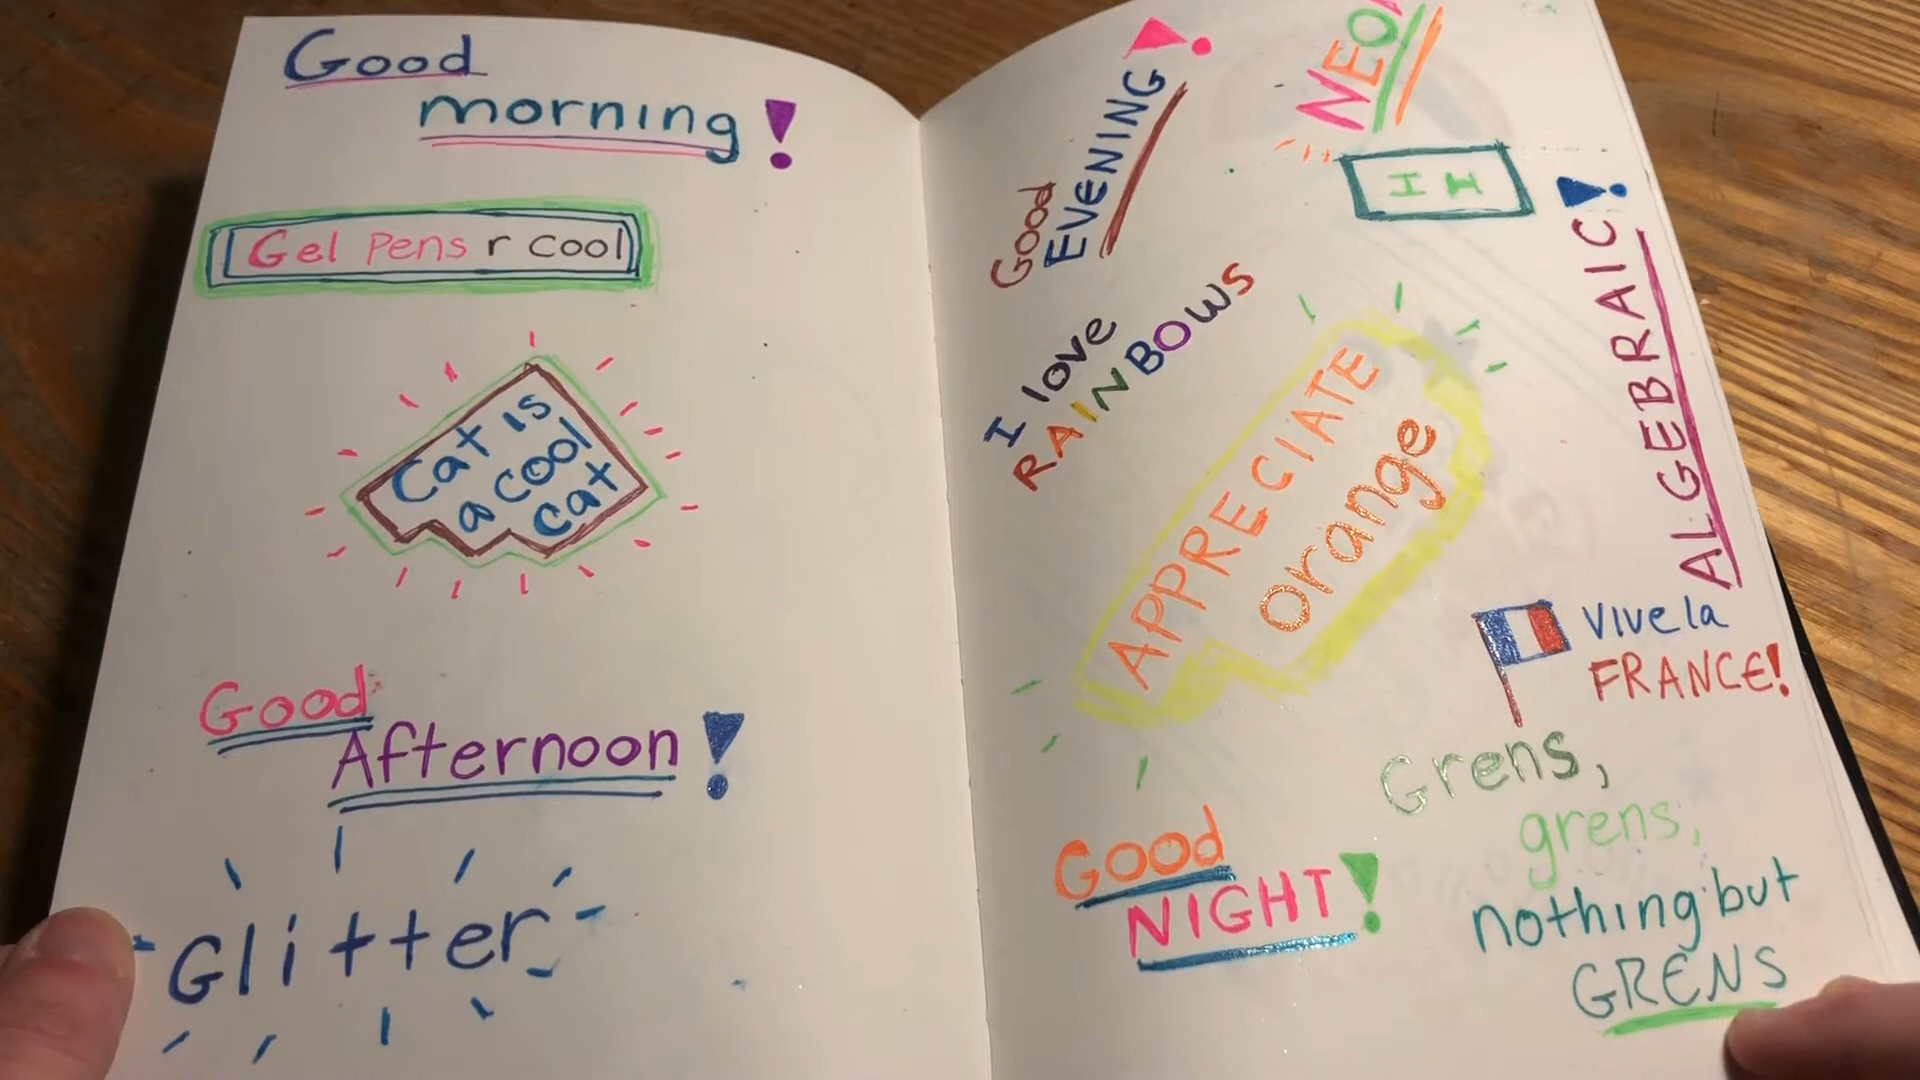 Good
morning!
Gel pens r cool
Cat is
a cool
cat
Good
Afternoon!
Glitter
GOOD
EVENING!
NEON
HI
I love
RAINBOWS
APPRECIATE
orange
ALGEBRAIC!
Vive la
FRANCE!
Grens,
grens,
nothing but
GRENS
GOOD
NIGHT!